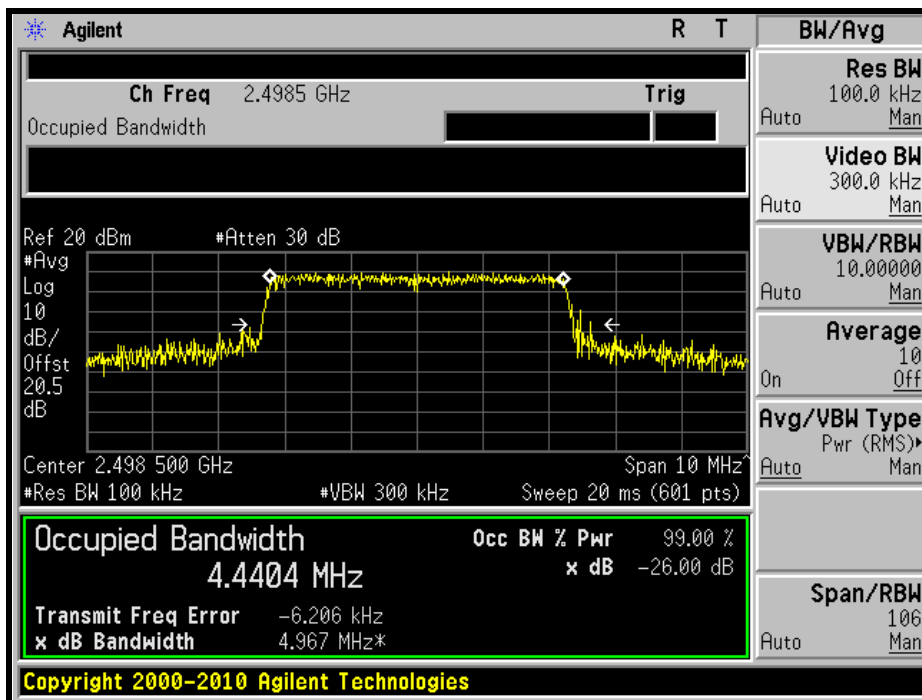 Agilent R T
Ch Freq 2.4985 GHz Trig
Occupied Bandwidth
Ref 20 dBm #Atten 30 dB
#Avg
Log
10
dB/
Offst
20.5
dB
Center 2.498 500 GHz Span 10 MHz^
#Res BW 100 kHz #VBW 300 kHz Sweep 20 ms (601 pts)
Occupied Bandwidth Occ BW % Pwr 99.00 %
4.4404 MHz x dB -26.00 dB
Transmit Freq Error -6.206 kHz
x dB Bandwidth 4.967 MHz*
Copyright 2000-2010 Agilent Technologies
BW/Avg
Res BW
100.0 kHz
Auto Man
Video BW
300.0 kHz
Auto Man
VBW/RBW
10.00000
Auto Man
Average
10
On Off
Avg/VBW Type
Pwr (RMS)▸
Auto Man
Span/RBW
106
Auto Man